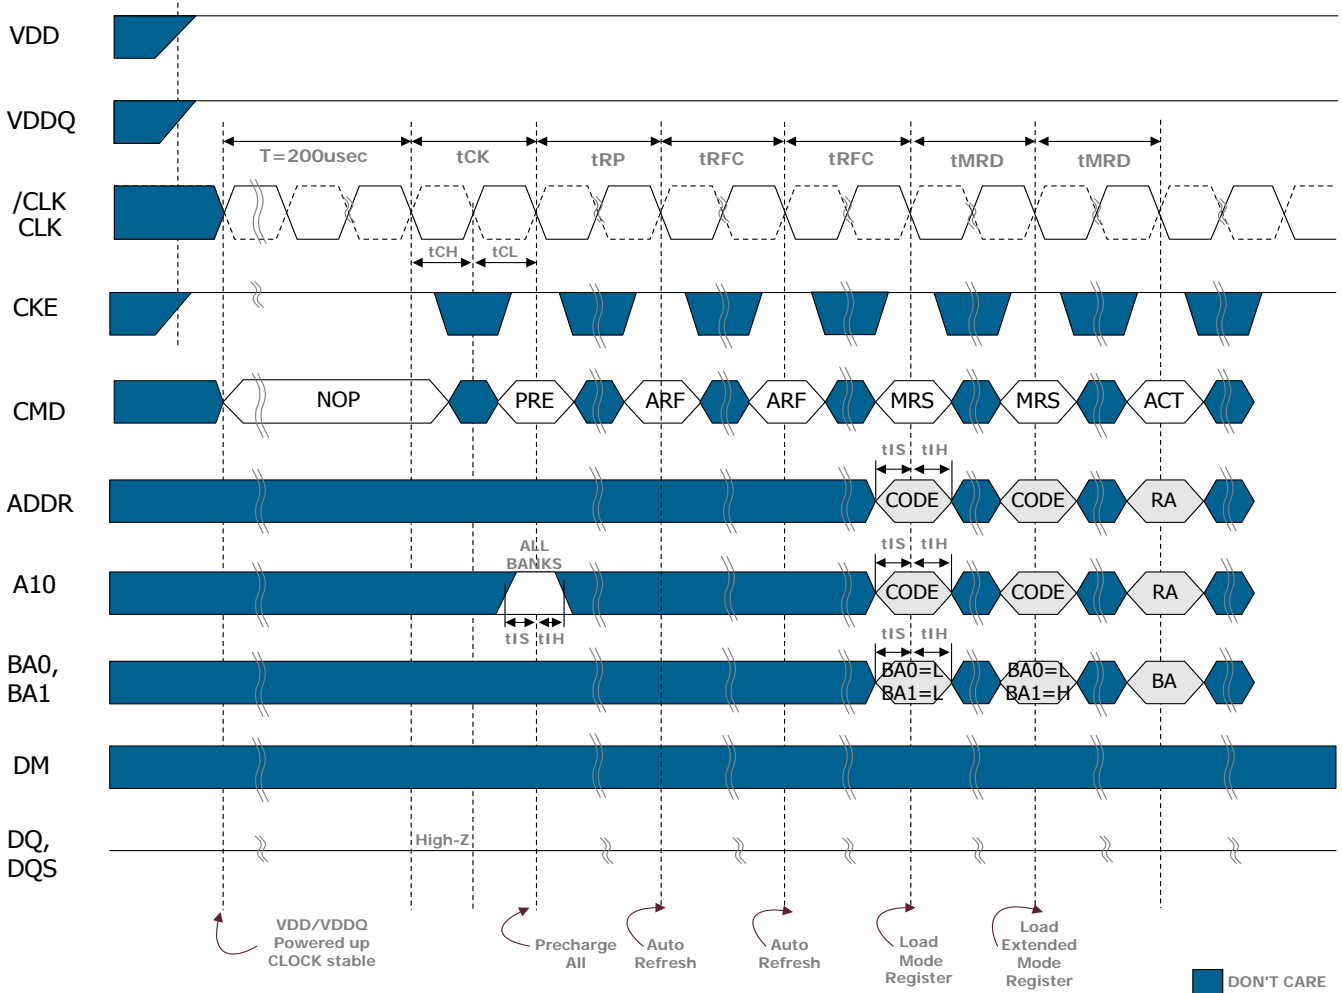 VDD
VDDQ
T=200usec tCK tRP tRFC tRFC tMRD tMRD
/CLK
CLK
tCH tCL
CKE
CMD NOP PRE ARF ARF MRS MRS ACT
tIS tIH
ADDR CODE CODE RA
ALL
BANKS
tIS tIH
A10 CODE CODE RA
tIS tIH
tIS tIH
BA0,
BA1
BA0=L
BA1=L
BA0=L
BA1=H
BA
DM
DQ,
DQS
High-Z
VDD/VDDQ
Powered up
CLOCK stable
Precharge
All
Auto
Refresh
Auto
Refresh
Load
Mode
Register
Load
Extended
Mode
Register
DON'T CARE